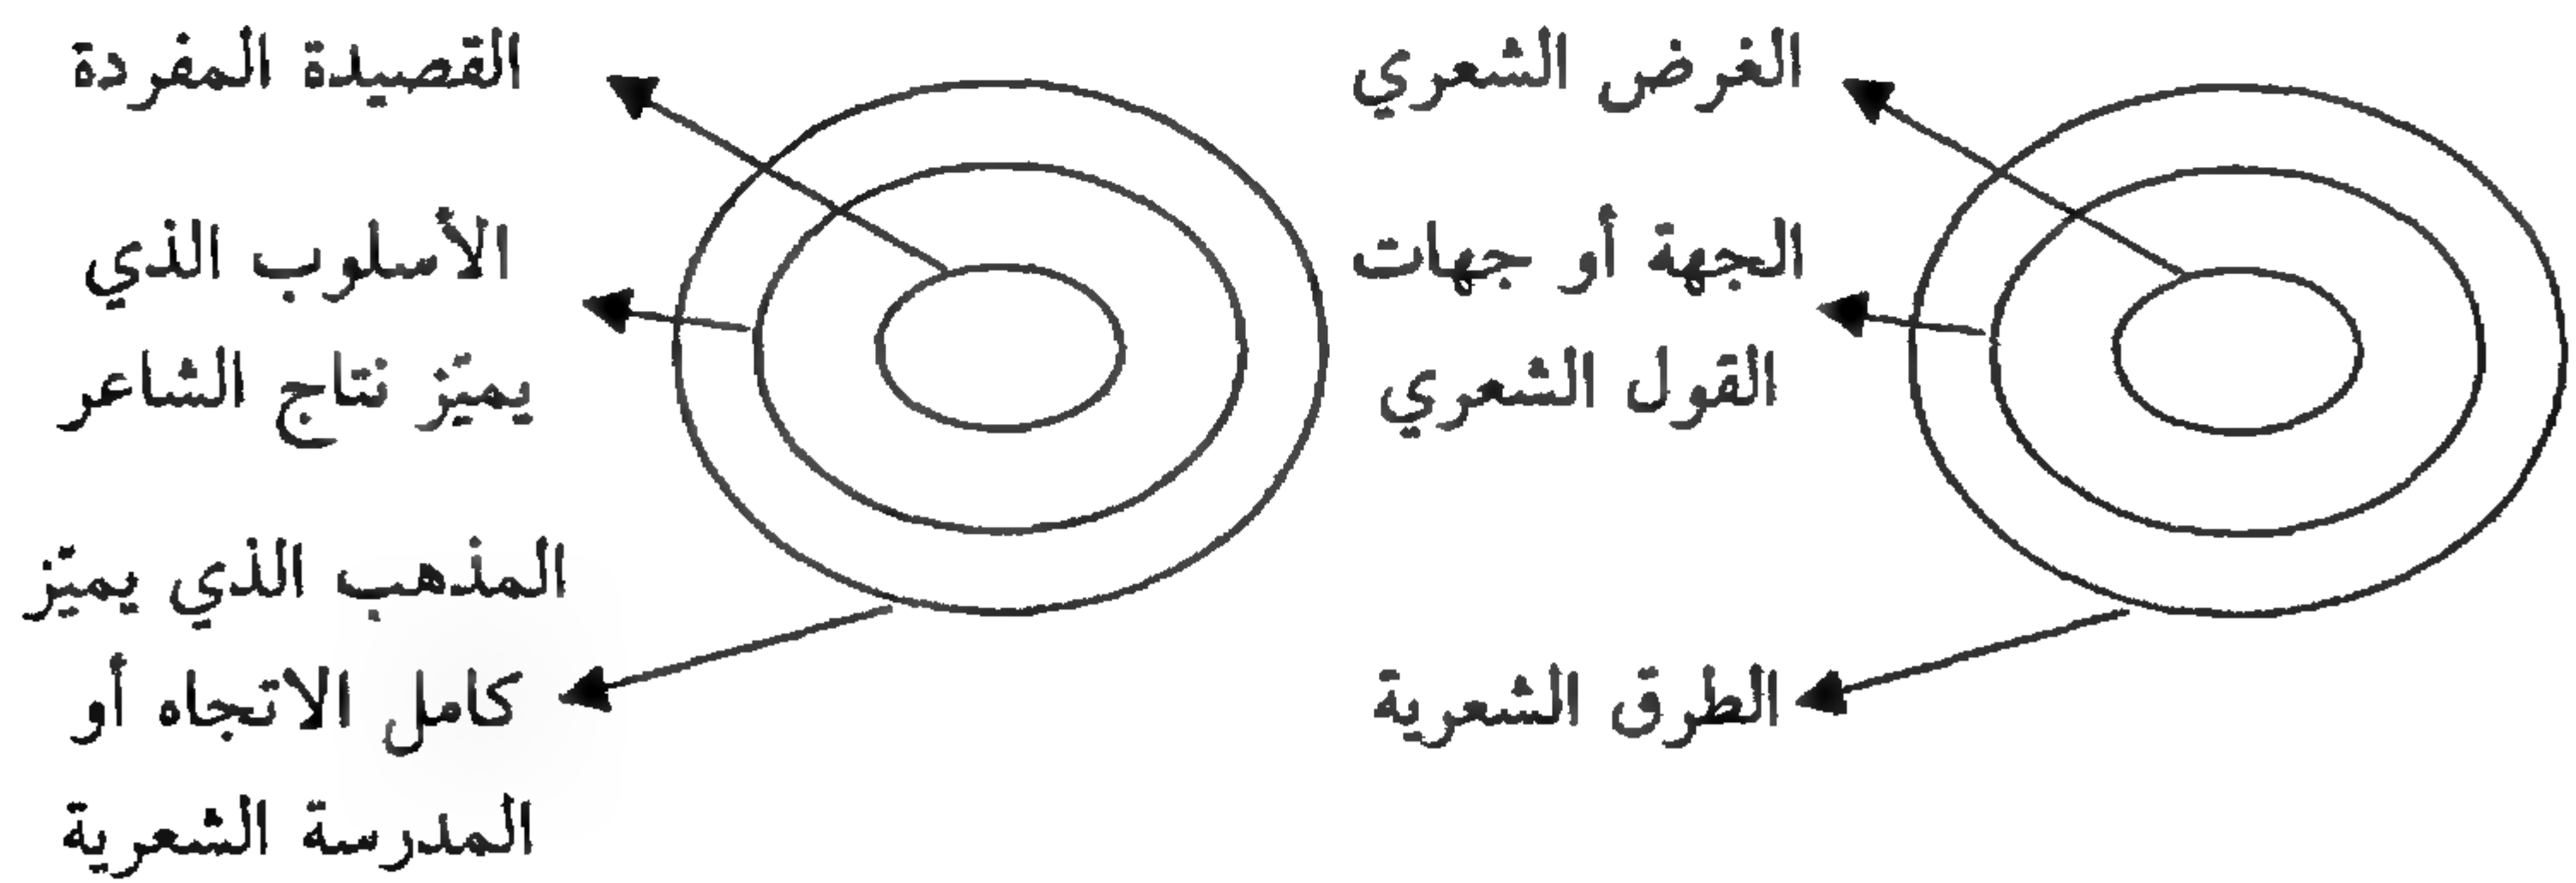 الغرض الشعري
الجهة أو جهات
القول الشعري
الطرق الشعرية
القصيدة المفردة
الأسلوب الذي
يميّز نتاج الشاعر
المذهب الذي يميّز
كامل الاتجاه أو
المدرسة الشعرية